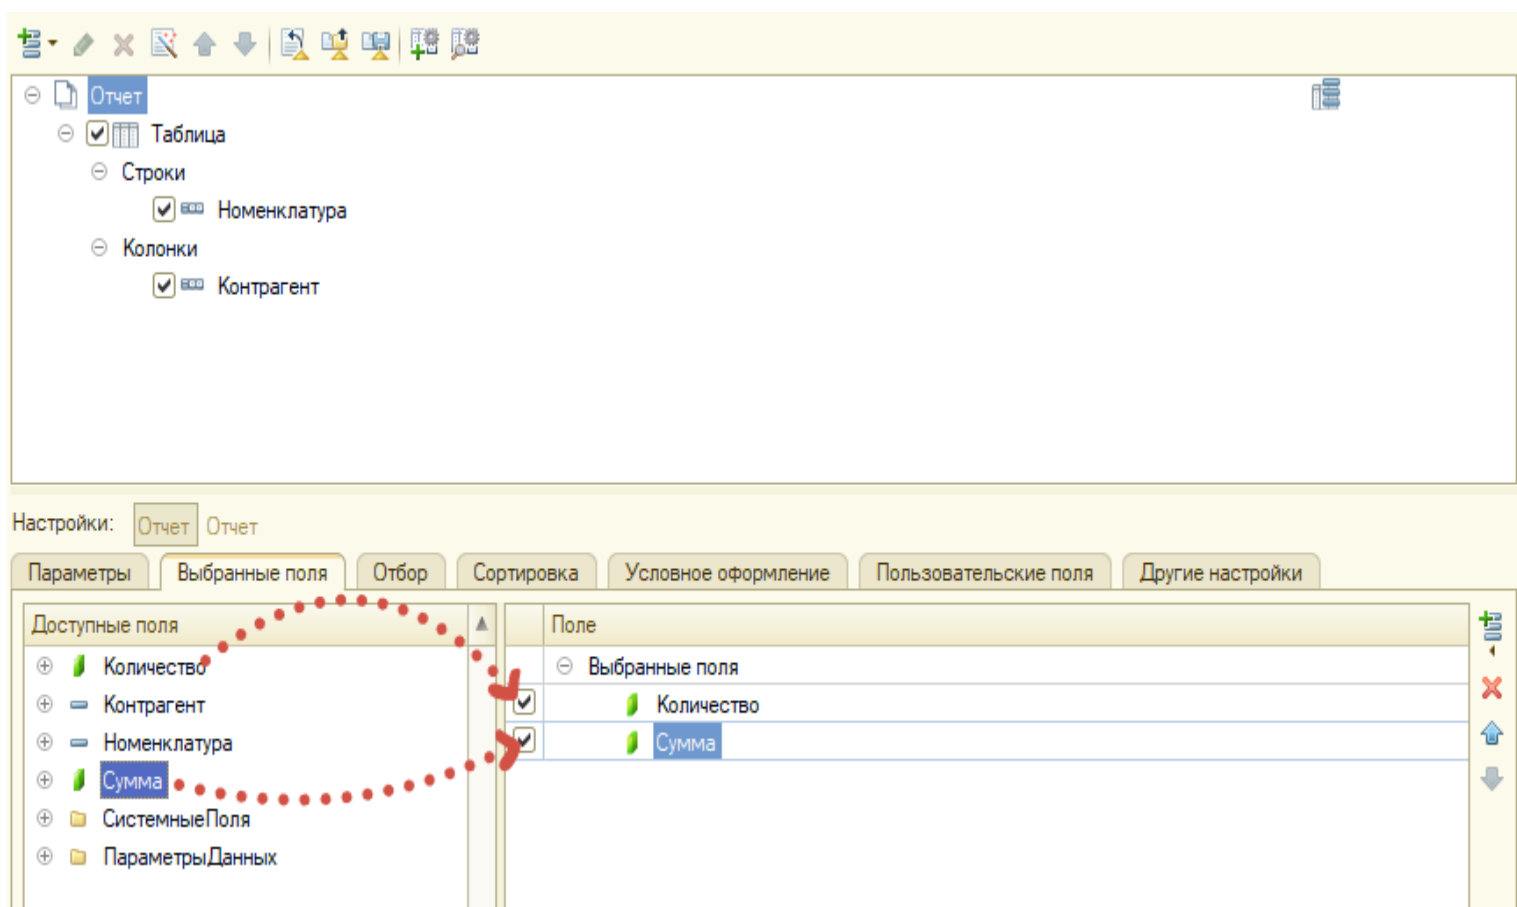 Отчет
Таблица
Строки
Номенклатура
Колонки
Контрагент
Настройки: Отчет Отчет
Параметры Выбранные поля Отбор Сортировка Условное оформление Пользовательские поля Другие настройки
Доступные поля
Количество
Контрагент
Номенклатура
Сумма
СистемныеПоля
ПараметрыДанных
Поле
Выбранные поля
Количество
Сумма